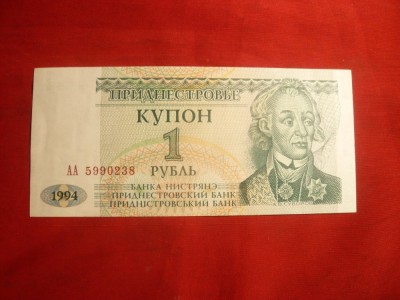 ПРИДНЕСТРОВЬЕ
КУПОН
1
АА 5990238
РУБЛЬ
БАНКА НИСТРЯНЭ
1994
ПРИДНЕСТРОВСКИЙ БАНК
ПРИДНІСТРОВСЬКИЙ БАНК